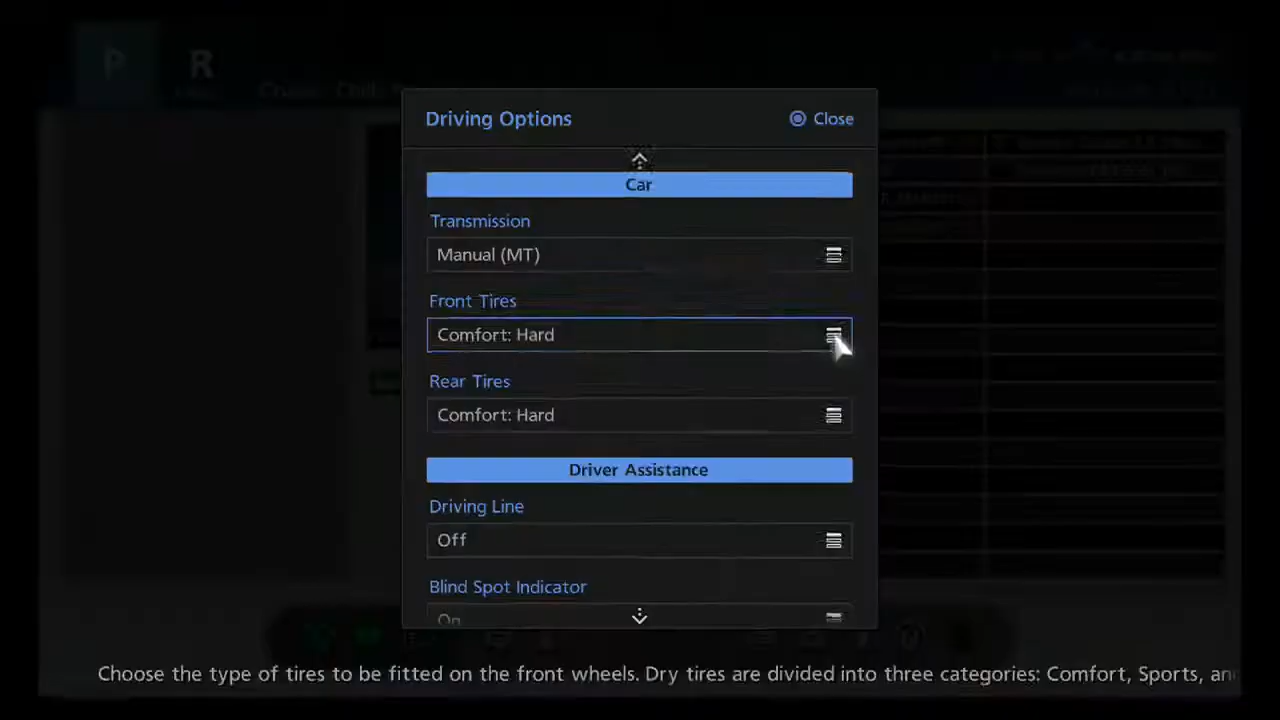 P
R
Driving Options
Close
Car
Transmission
Manual (MT)
Front Tires
Comfort: Hard
Rear Tires
Comfort: Hard
Driver Assistance
Driving Line
Off
Blind Spot Indicator
On
Choose the type of tires to be fitted on the front wheels. Dry tires are divided into three categories: Comfort, Sports, an